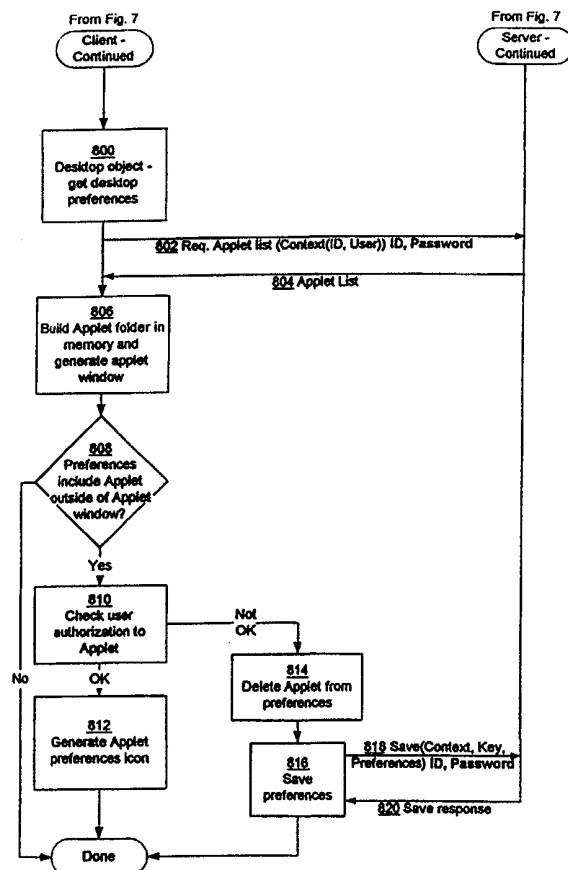 From Fig. 7
Client -
Continued
From Fig. 7
Server -
Continued
800
Desktop object -
get desktop
preferences
802 Req. Applet list (Context(ID, User)) ID, Password
804 Applet List
806
Build Applet folder in
memory and
generate applet
window
808
Preferences
include Applet
outside of Applet
window?
Yes
810
Check user
authorization to
Applet
Not
OK
No
OK
814
Delete Applet from
preferences
812
Generate Applet
preferences icon
816
Save
preferences
818 Save(Context, Key,
Preferences) ID, Password
820 Save response
Done